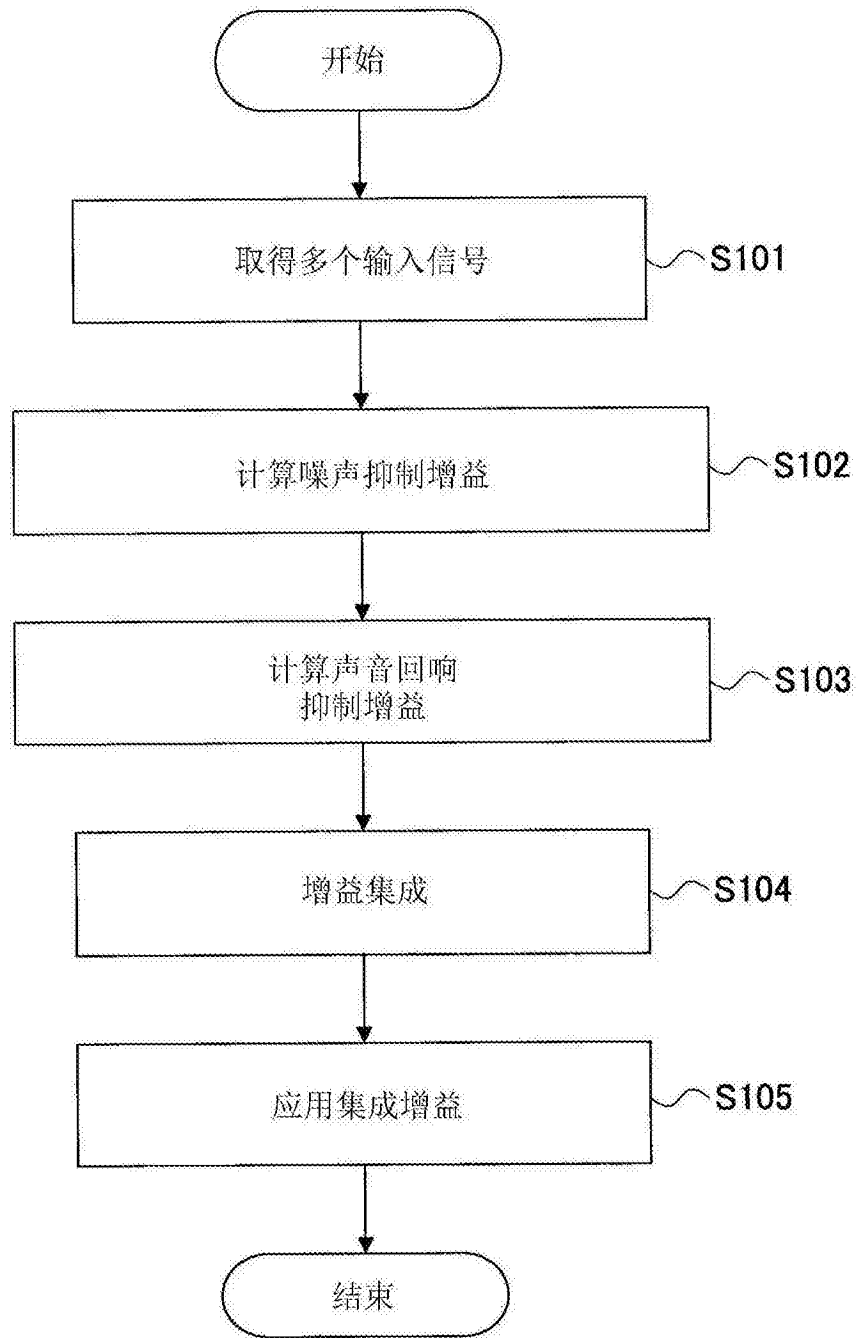 开始
取得多个输入信号
S101
计算噪声抑制增益
S102
计算声音回响
抑制增益
S103
增益集成
S104
应用集成增益
S105
结束